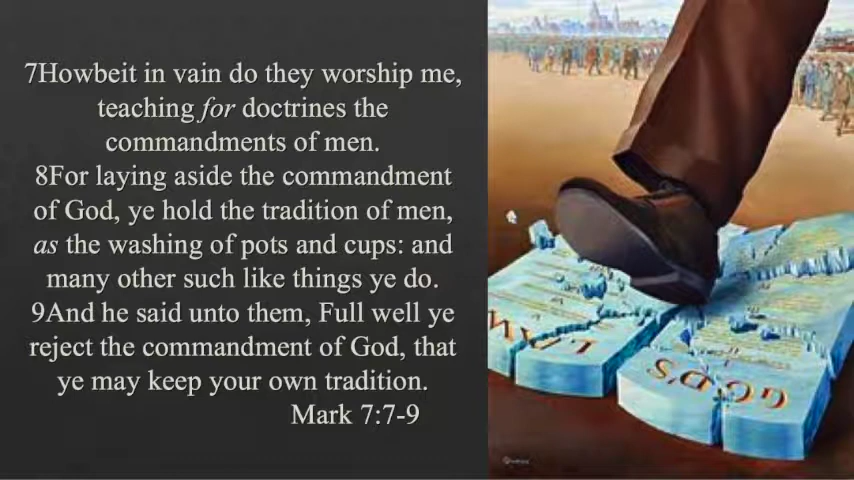 7Howbeit in vain do they worship me,
teaching for doctrines the
commandments of men.
8For laying aside the commandment
of God, ye hold the tradition of men,
as the washing of pots and cups: and
many other such like things ye do.
9And he said unto them, Full well ye
reject the commandment of God, that
ye may keep your own tradition.
Mark 7:7-9
GOD'S
LAW